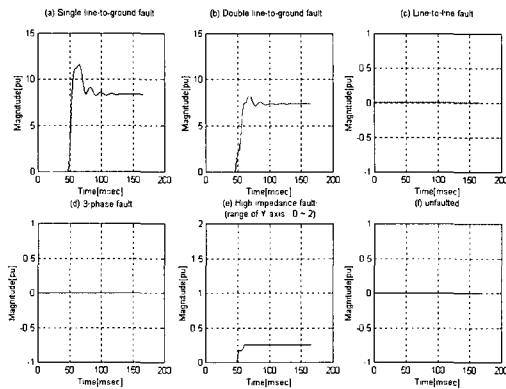 (a) Single line-to-ground fault
(b) Double line-to-ground fault
(c) Line-to-line fault
15
10
5
0
Magnitude[pu]
0 50 100 150 200
Time[msec]
15
10
5
0
Magnitude[pu]
0 50 100 150 200
Time[msec]
1
0.5
0
-0.5
-1
Magnitude[pu]
0 50 100 150 200
Time[msec]
(d) 3-phase fault
(e) High impedance fault
(range of Y axis 0 ~ 2)
(f) unfaulted
1
0.5
0
-0.5
-1
Magnitude[pu]
0 50 100 150 200
Time[msec]
2
1.5
1
0.5
0
Magnitude[pu]
0 50 100 150 200
Time[msec]
1
0.5
0
-0.5
-1
Magnitude[pu]
0 50 100 150 200
Time[msec]